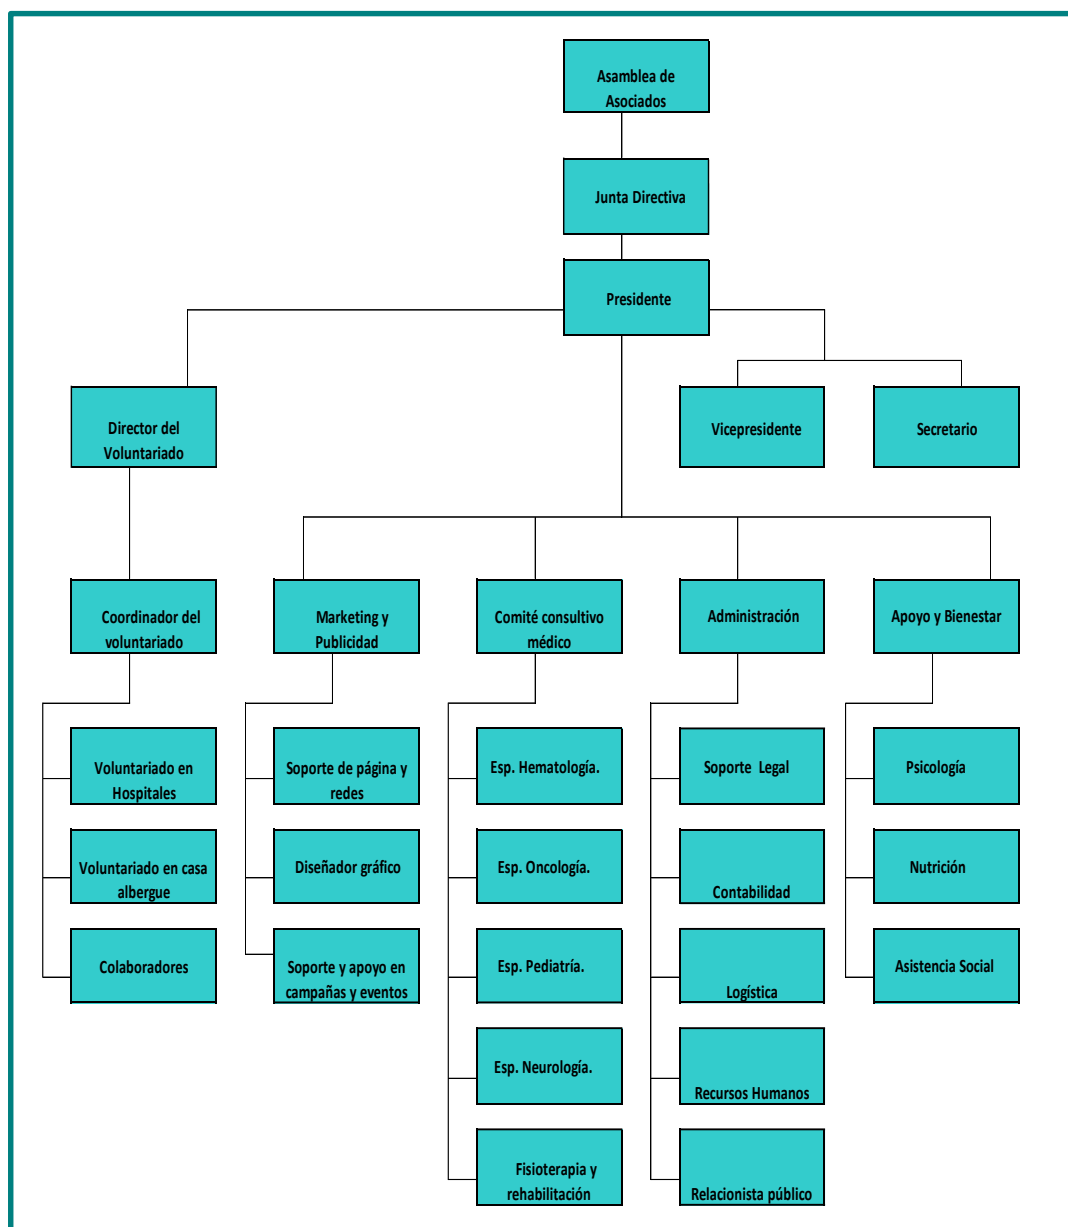 Asamblea de
Asociados
Junta Directiva
Presidente
Director del
Voluntariado
Vicepresidente
Secretario
Coordinador del
voluntariado
Marketing y
Publicidad
Comité consultivo
médico
Administración
Apoyo y Bienestar
Voluntariado en
Hospitales
Soporte de página y
redes
Esp. Hematología.
Soporte Legal
Psicología
Voluntariado en casa
albergue
Diseñador gráfico
Esp. Oncología.
Contabilidad
Nutrición
Colaboradores
Soporte y apoyo en
campañas y eventos
Esp. Pediatría.
Logística
Asistencia Social
Esp. Neurología.
Recursos Humanos
Fisioterapia y
rehabilitación
Relacionista público